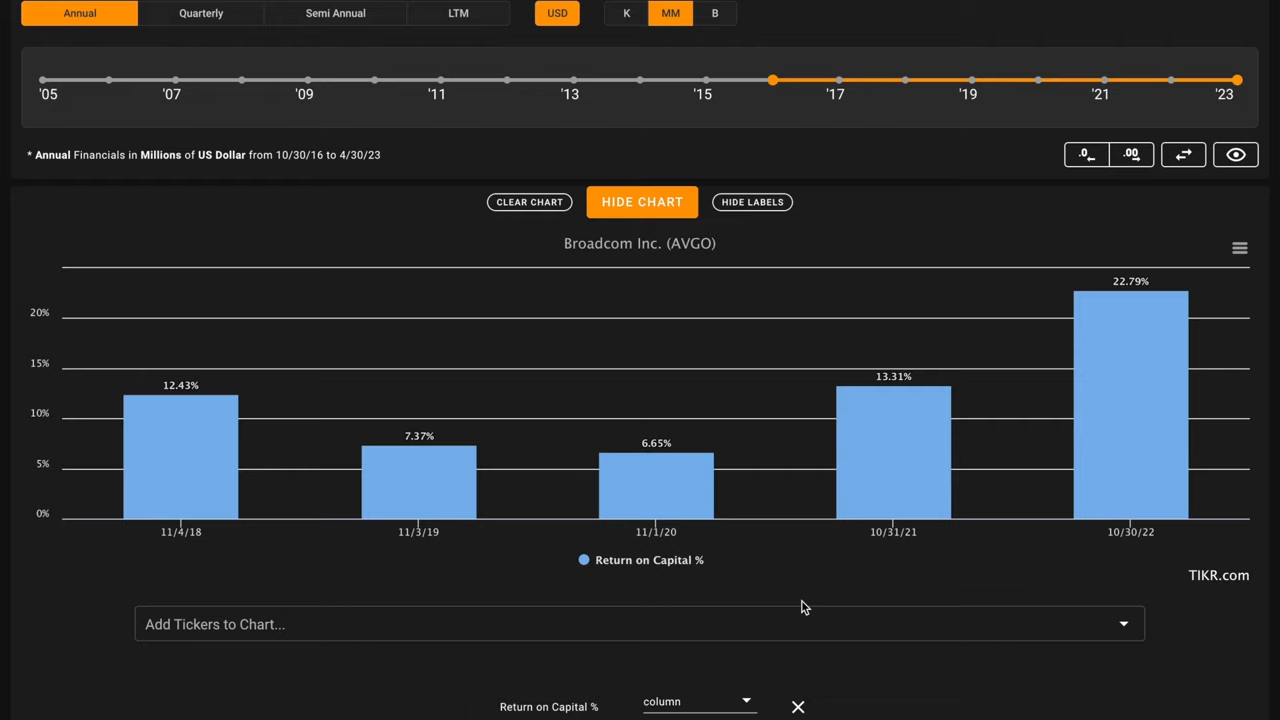 Annual Quarterly Semi Annual LTM USD K MM B
'05 '07 '09 '11 '13 '15 '17 '19 '21 '23
* Annual Financials in Millions of US Dollar from 10/30/16 to 4/30/23
.0 .00
CLEAR CHART HIDE CHART HIDE LABELS
Broadcom Inc. (AVGO)
22.79%
20%
15%
13.31%
12.43%
10%
7.37%
6.65%
5%
0%
11/4/18 11/3/19 11/1/20 10/31/21 10/30/22
Return on Capital %
TIKR.com
Add Tickers to Chart...
Return on Capital % column